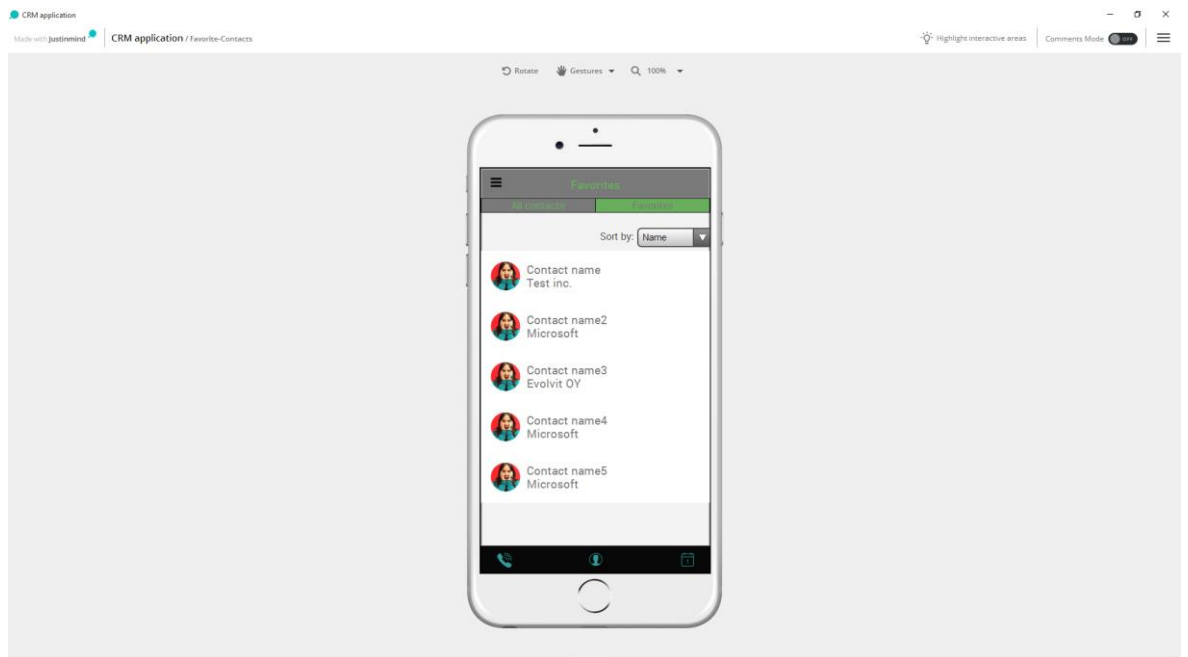 CRM application
Made with Justinmind CRM application / Favorite-Contacts Highlight interactive areas Comments Mode OFF
Rotate Gestures 100%
Favorites
All contacts Favorites
Sort by: Name
Contact name
Test inc.
Contact name2
Microsoft
Contact name3
Evolvit OY
Contact name4
Microsoft
Contact name5
Microsoft
1